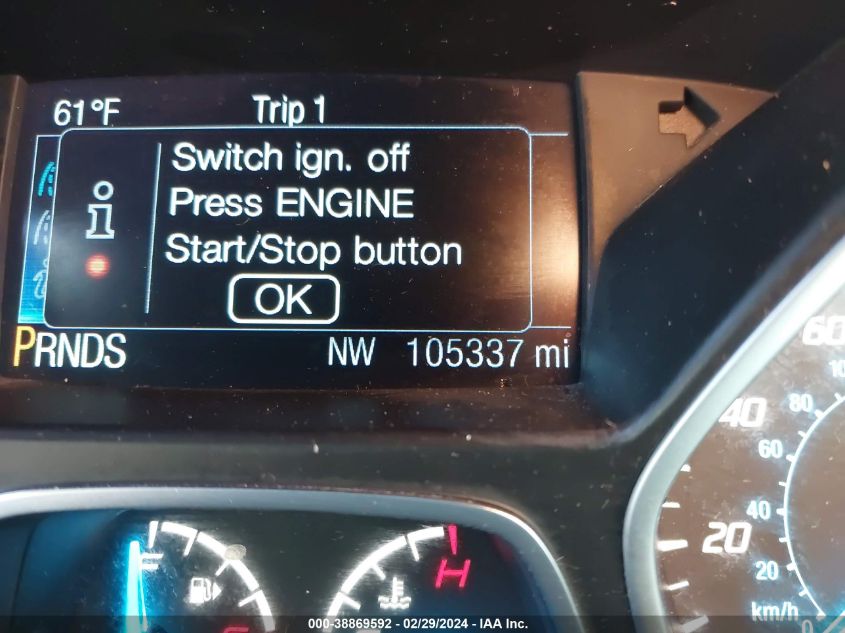 61°F Trip 1
Switch ign. off
Press ENGINE
i
Start/Stop button
OK
PRNDS NW 105337 mi
60
40 80
60
40
20
20
km/h 0
H
000-38869592 - 02/29/2024 - IAA Inc.